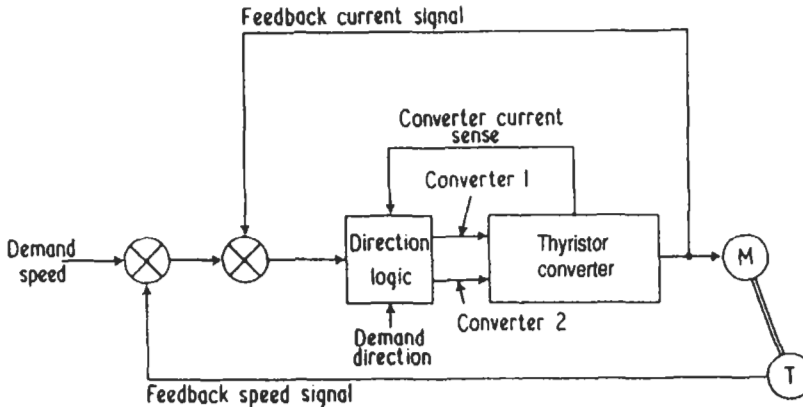 Feedback current signal
Converter current
sense
Converter 1
Demand
speed
Direction
logic
Thyristor
converter
M
Converter 2
Demand
direction
T
Feedback speed signal